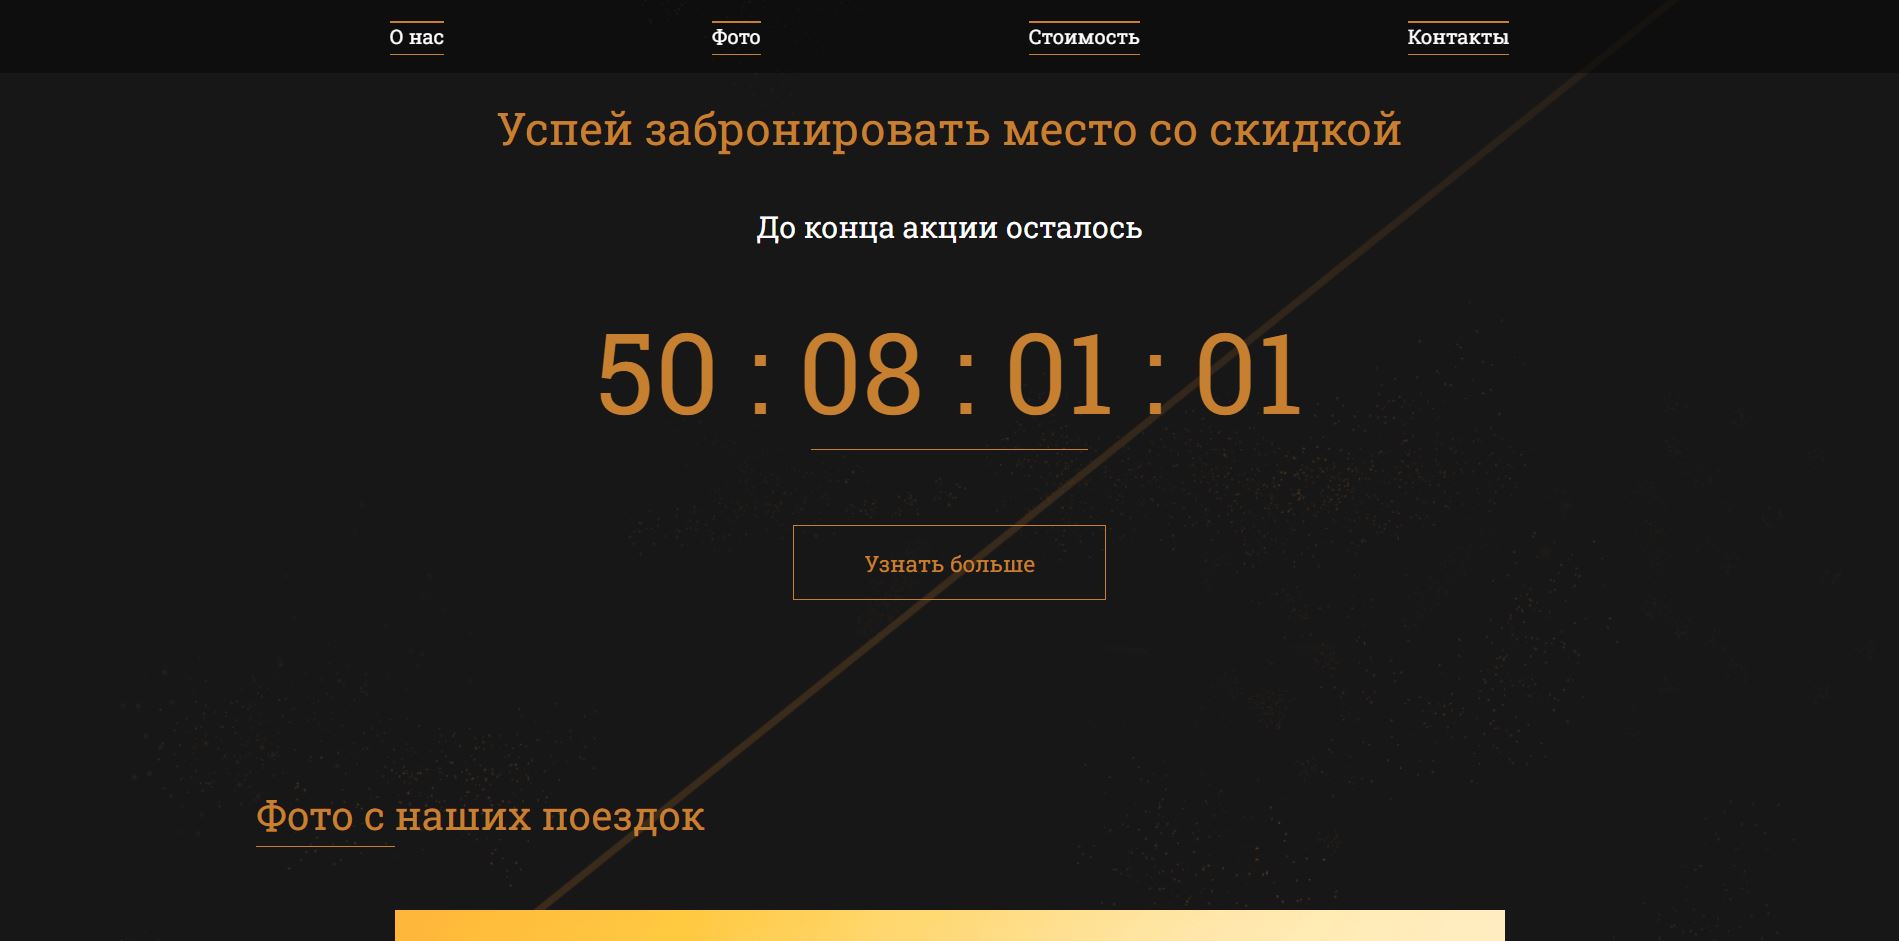 О нас Фото Стоимость Контакты
Успей забронировать место со скидкой
До конца акции осталось
50 : 08 : 01 : 01
Узнать больше
Фото с наших поездок